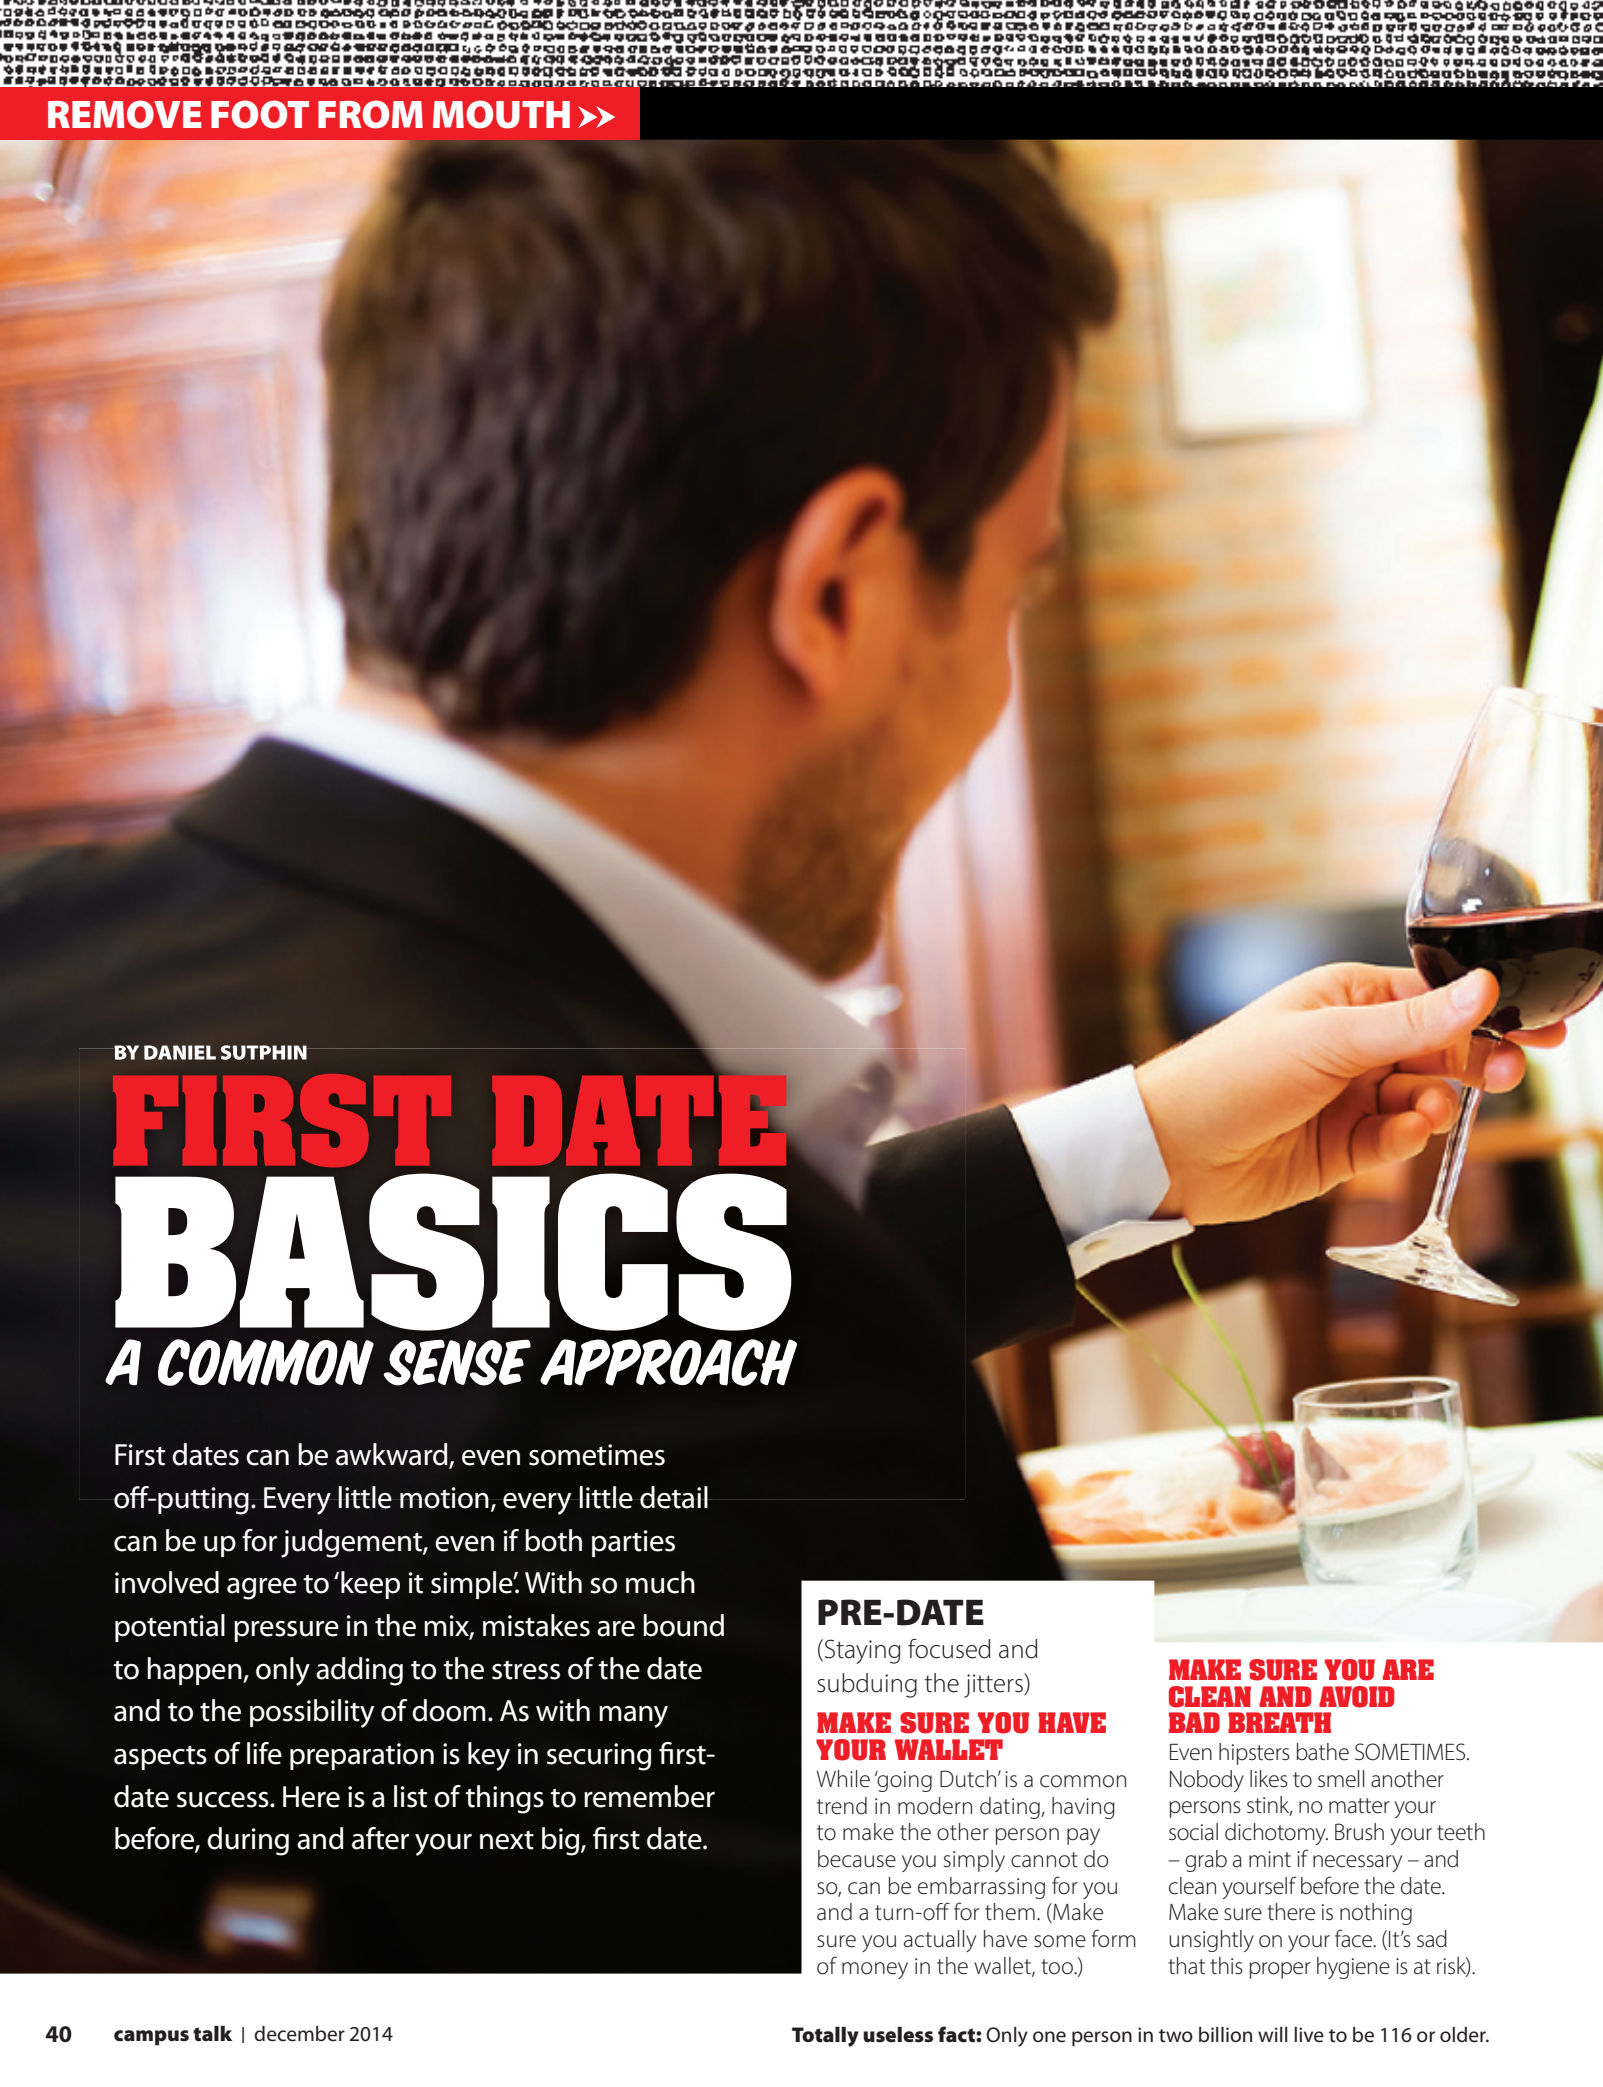 REMOVE FOOT FROM MOUTH >>
BY DANIEL SUTPHIN
FIRST DATE
BASICS
A COMMON SENSE APPROACH
First dates can be awkward, even sometimes
off-putting. Every little motion, every little detail
can be up for judgement, even if both parties
involved agree to ‘keep it simple’. With so much
potential pressure in the mix, mistakes are bound
to happen, only adding to the stress of the date
and to the possibility of doom. As with many
aspects of life preparation is key in securing first-
date success. Here is a list of things to remember
before, during and after your next big, first date.
PRE-DATE
(Staying focused and
subduing the jitters)
MAKE SURE YOU HAVE
YOUR WALLET
While ‘going Dutch’ is a common
trend in modern dating, having
to make the other person pay
because you simply cannot do
so, can be embarrassing for you
and a turn-off for them. (Make
sure you actually have some form
of money in the wallet, too.)
MAKE SURE YOU ARE
CLEAN AND AVOID
BAD BREATH
Even hipsters bathe SOMETIMES.
Nobody likes to smell another
persons stink, no matter your
social dichotomy. Brush your teeth
– grab a mint if necessary – and
clean yourself before the date.
Make sure there is nothing
unsightly on your face. (It’s sad
that this proper hygiene is at risk).
40 campus talk | december 2014
Totally useless fact: Only one person in two billion will live to be 116 or older.